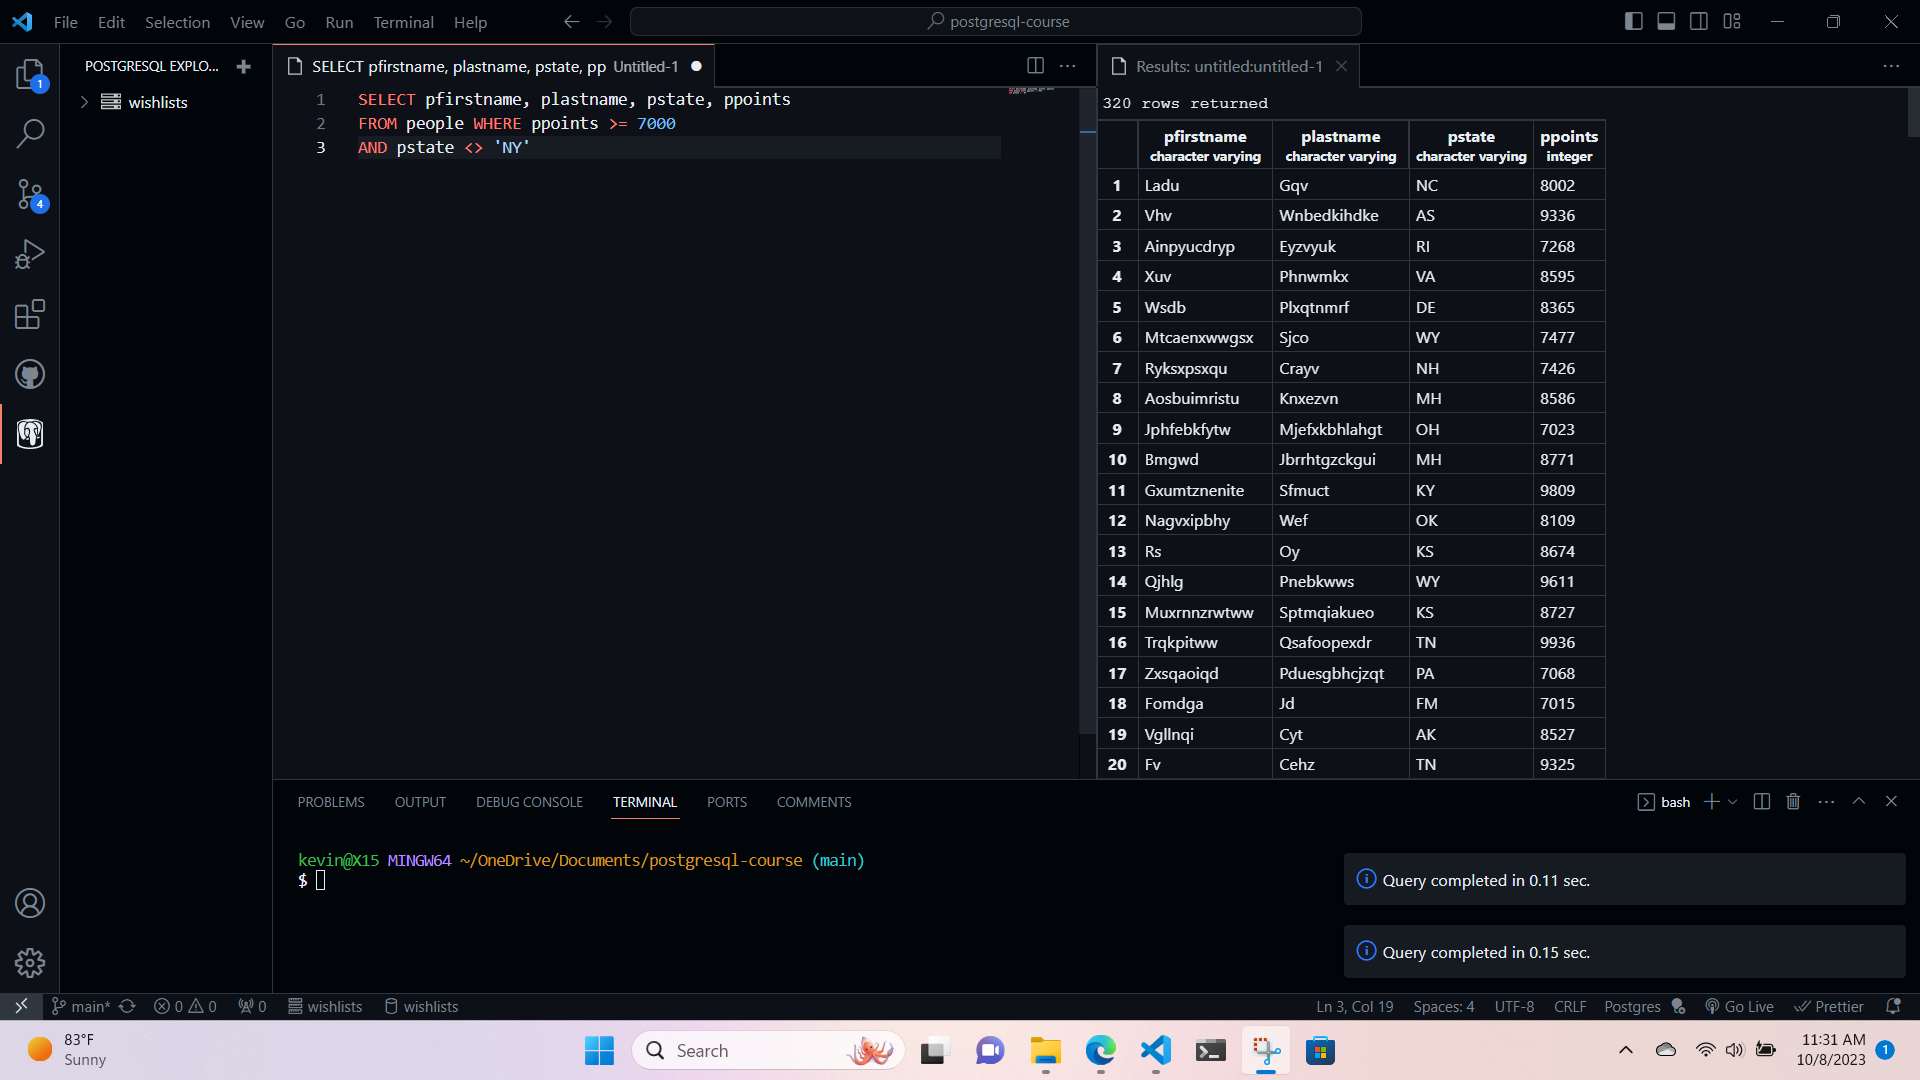 File Edit Selection View Go Run Terminal Help
postgresql-course
POSTGRESQL EXPLO...
wishlists
1
4
SELECT pfirstname, plastname, pstate, pp Untitled-1
1 SELECT pfirstname, plastname, pstate, ppoints
2 FROM people WHERE ppoints >= 7000
3 AND pstate <> 'NY'
Results: untitled:untitled-1
320 rows returned
pfirstname plastname pstate ppoints
character varying character varying character varying integer
1 Ladu Gqv NC 8002
2 Vhv Wnbedkihdke AS 9336
3 Ainpyucdryp Eyzvyuk RI 7268
4 Xuv Phnwmkx VA 8595
5 Wsdb Plxqtnmrf DE 8365
6 Mtcaenxwwgsx Sjco WY 7477
7 Ryksxpsxqu Crayv NH 7426
8 Aosbuimristu Knxezvn MH 8586
9 Jphfebkfytw Mjefxkbhlahgt OH 7023
10 Bmgwd Jbrrhtgzckgui MH 8771
11 Gxumtznenite Sfmuct KY 9809
12 Nagvxipbhy Wef OK 8109
13 Rs Oy KS 8674
14 Qjhlg Pnebkwws WY 9611
15 Muxrnnzrwtww Sptmqiakueo KS 8727
16 Trqkpitww Qsafoopexdr TN 9936
17 Zxsqaoiqd Pduesgbhcjzqt PA 7068
18 Fomdga Jd FM 7015
19 Vgllnqi Cyt AK 8527
20 Fv Cehz TN 9325
PROBLEMS OUTPUT DEBUG CONSOLE TERMINAL PORTS COMMENTS
bash
kevin@X15 MINGW64 ~/OneDrive/Documents/postgresql-course (main)
$
Query completed in 0.11 sec.
Query completed in 0.15 sec.
main* 0 0 0 wishlists wishlists
Ln 3, Col 19 Spaces: 4 UTF-8 CRLF Postgres Go Live Prettier
83°F
Sunny
Search
11:31 AM
10/8/2023
1